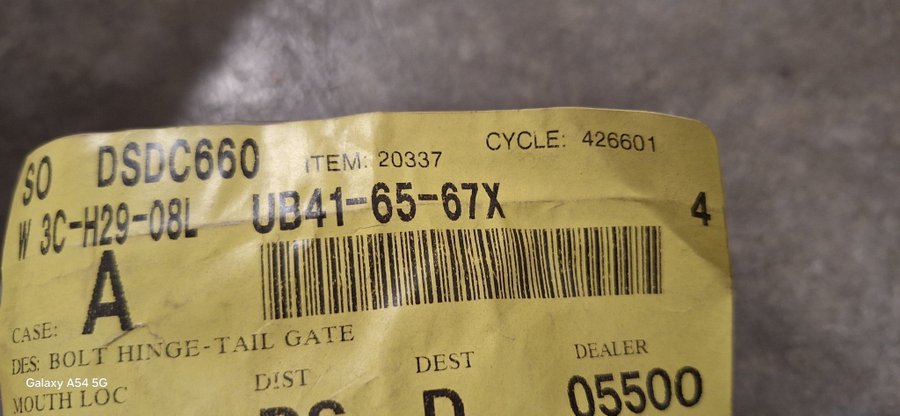 SO DSDC660 ITEM: 20337 CYCLE: 426601
W 3C-H29-08L UB41-65-67X 4
A
CASE:
DES: BOLT HINGE-TAIL GATE
MOUTH LOC DIST DEST DEALER
D 05500
Galaxy A54 5G